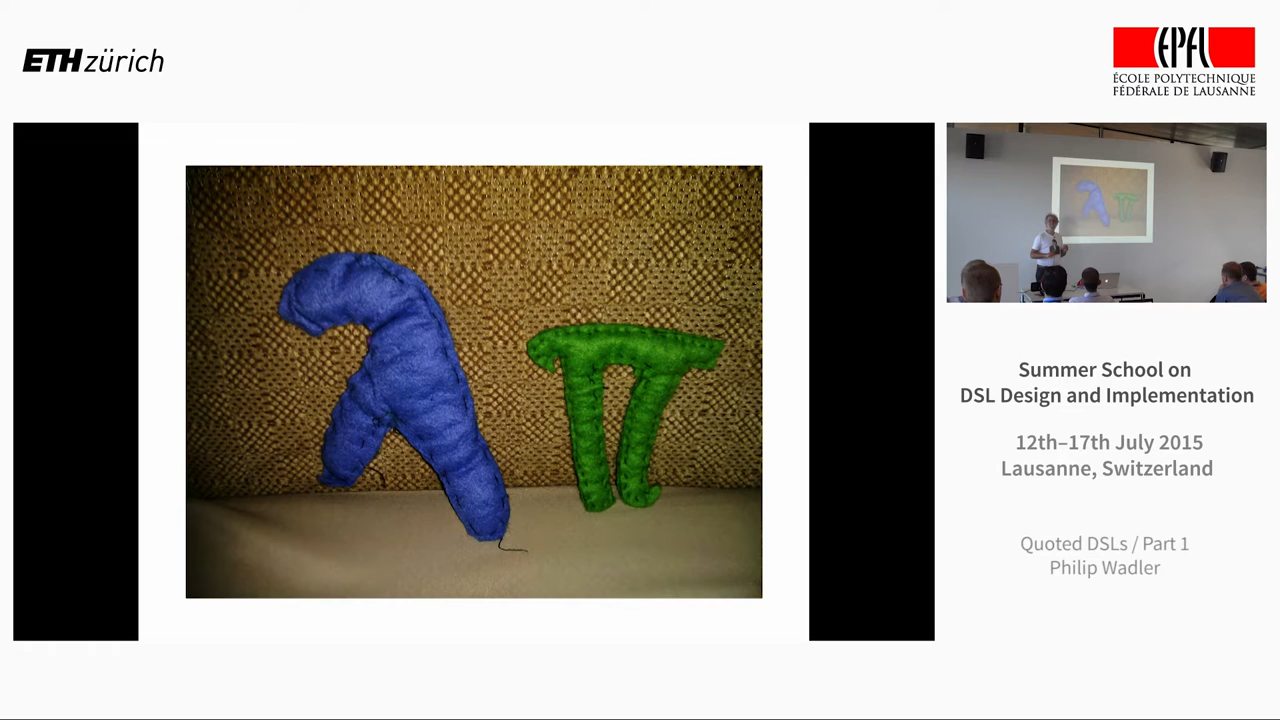 ETH zürich
EPFL
ÉCOLE POLYTECHNIQUE
FÉDÉRALE DE LAUSANNE
λ π
Summer School on
DSL Design and Implementation
12th–17th July 2015
Lausanne, Switzerland
Quoted DSLs / Part 1
Philip Wadler